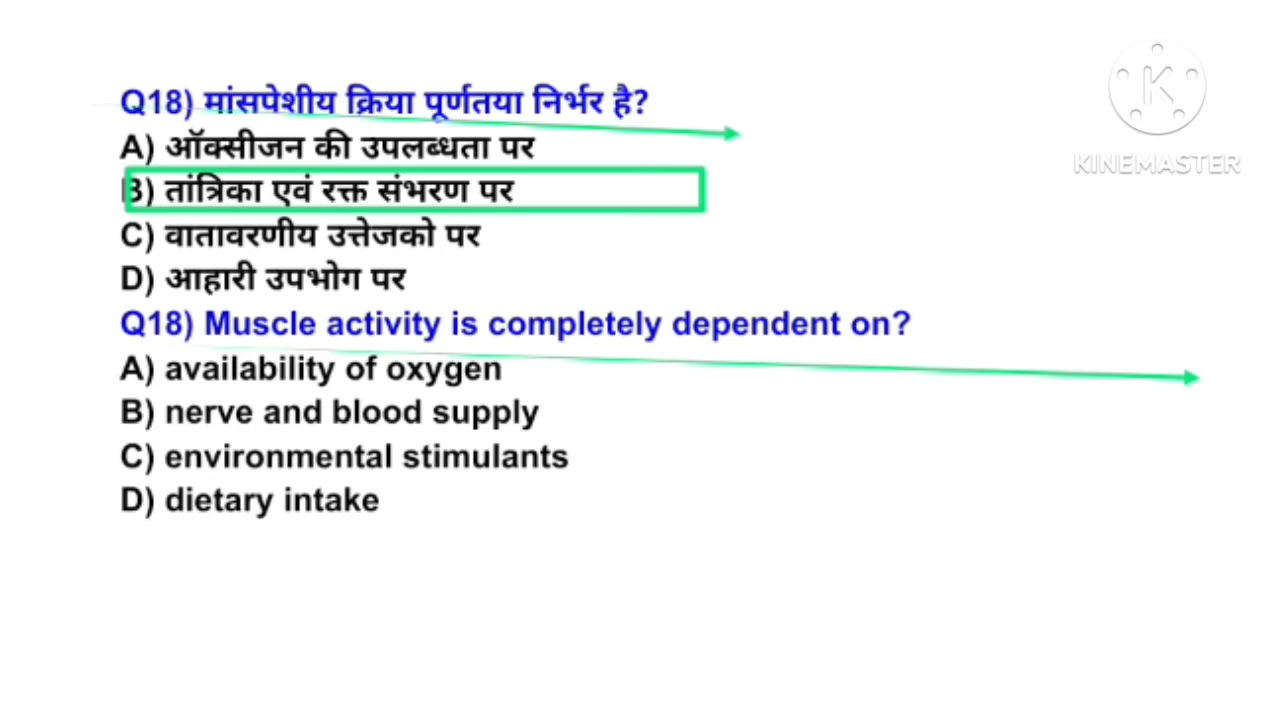 Q18) मांसपेशीय क्रिया पूर्णतया निर्भर है?
A) ऑक्सीजन की उपलब्धता पर
B) तांत्रिका एवं रक्त संभरण पर
C) वातावरणीय उत्तेजको पर
D) आहारी उपभोग पर
Q18) Muscle activity is completely dependent on?
A) availability of oxygen
B) nerve and blood supply
C) environmental stimulants
D) dietary intake
K
KINEMASTER